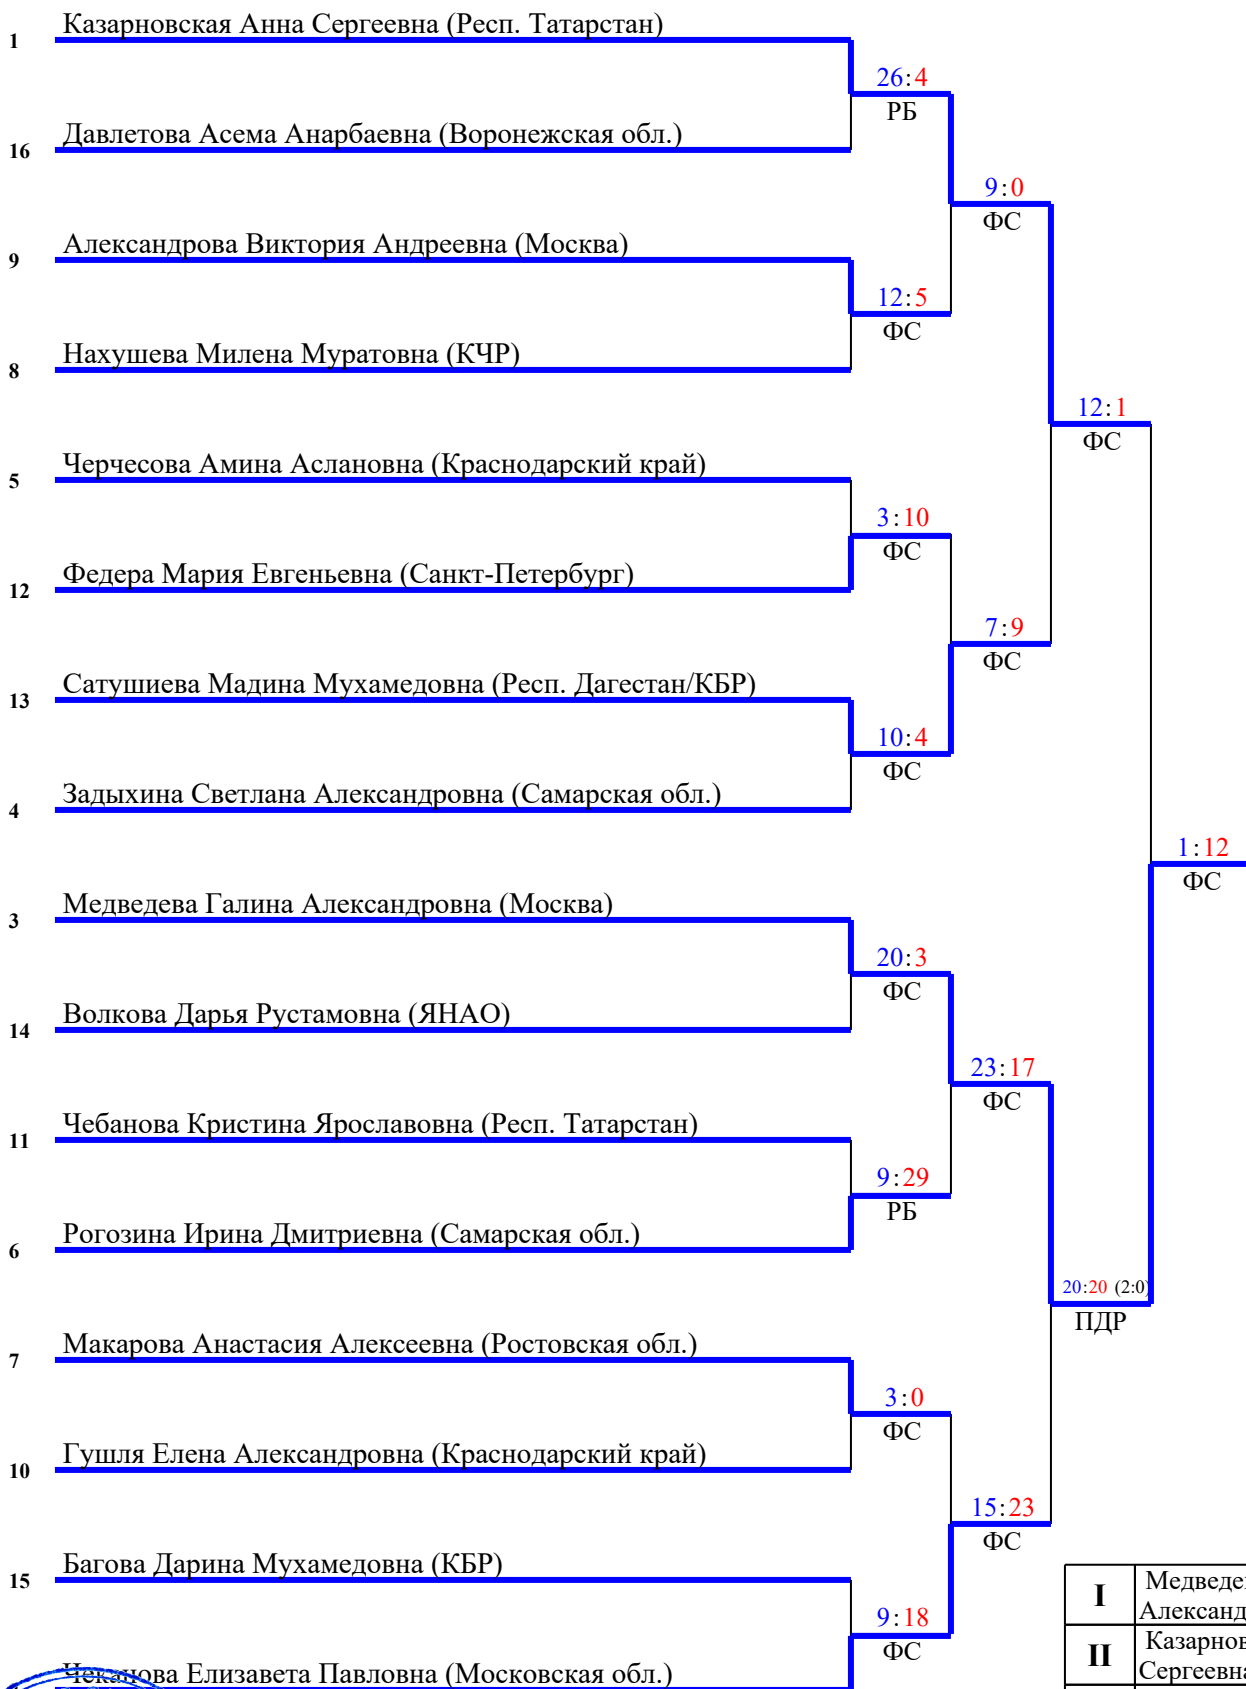 1 Казарновская Анна Сергеевна (Респ. Татарстан)
26:4
РБ
16 Давлетова Асема Анарбаевна (Воронежская обл.)
9:0
ФС
9 Александрова Виктория Андреевна (Москва)
12:5
ФС
8 Нахушева Милена Муратовна (КЧР)
12:1
ФС
5 Черчесова Амина Аслановна (Краснодарский край)
3:10
ФС
12 Федера Мария Евгеньевна (Санкт-Петербург)
7:9
ФС
13 Сатушиева Мадина Мухамедовна (Респ. Дагестан/КБР)
10:4
ФС
4 Задыхина Светлана Александровна (Самарская обл.)
1:12
ФС
3 Медведева Галина Александровна (Москва)
20:3
ФС
14 Волкова Дарья Рустамовна (ЯНАО)
23:17
ФС
11 Чебанова Кристина Ярославовна (Респ. Татарстан)
9:29
РБ
6 Рогозина Ирина Дмитриевна (Самарская обл.)
20:20 (2:0)
ПДР
7 Макарова Анастасия Алексеевна (Ростовская обл.)
3:0
ФС
10 Гушля Елена Александровна (Краснодарский край)
15:23
ФС
15 Багова Дарина Мухамедовна (КБР)
9:18
ФС
Чеканова Елизавета Павловна (Московская обл.)
I Медведе
Александ
II Казарнов
Сергеевна